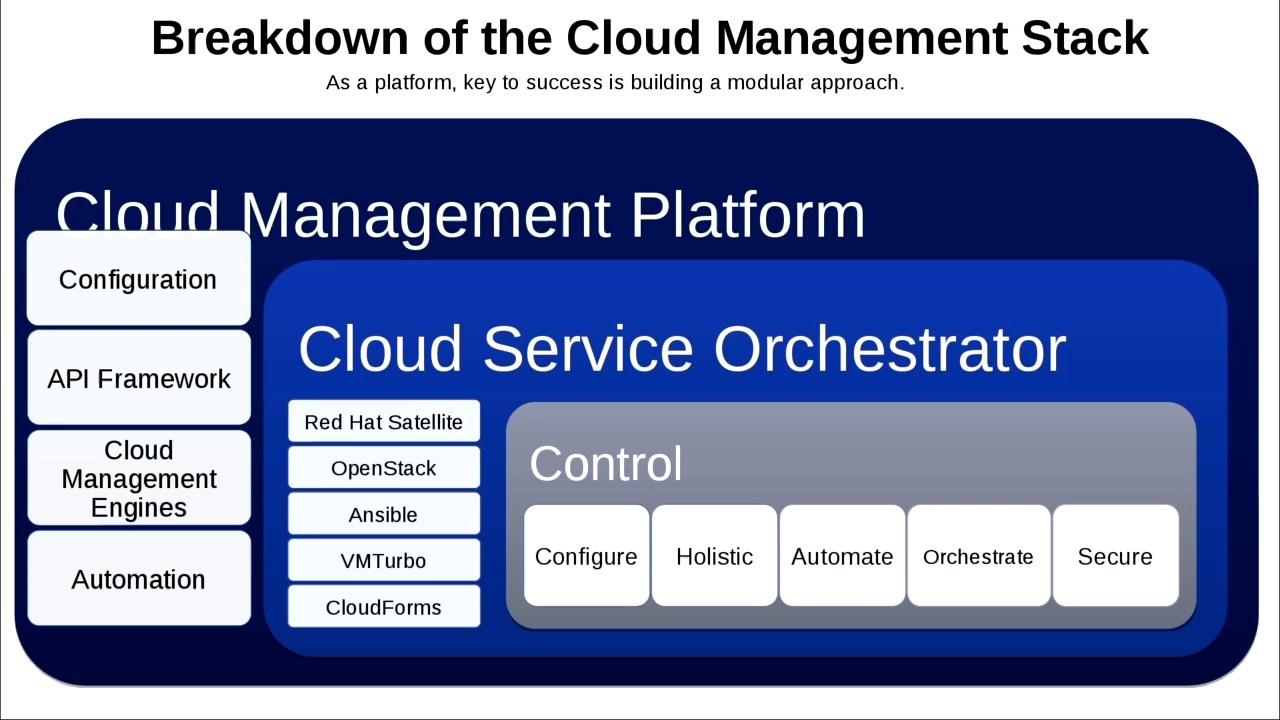 Breakdown of the Cloud Management Stack
As a platform, key to success is building a modular approach.
Cloud Management Platform
Configuration
API Framework
Cloud
Management
Engines
Automation
Cloud Service Orchestrator
Red Hat Satellite
OpenStack
Ansible
VMTurbo
CloudForms
Control
Configure
Holistic
Automate
Orchestrate
Secure